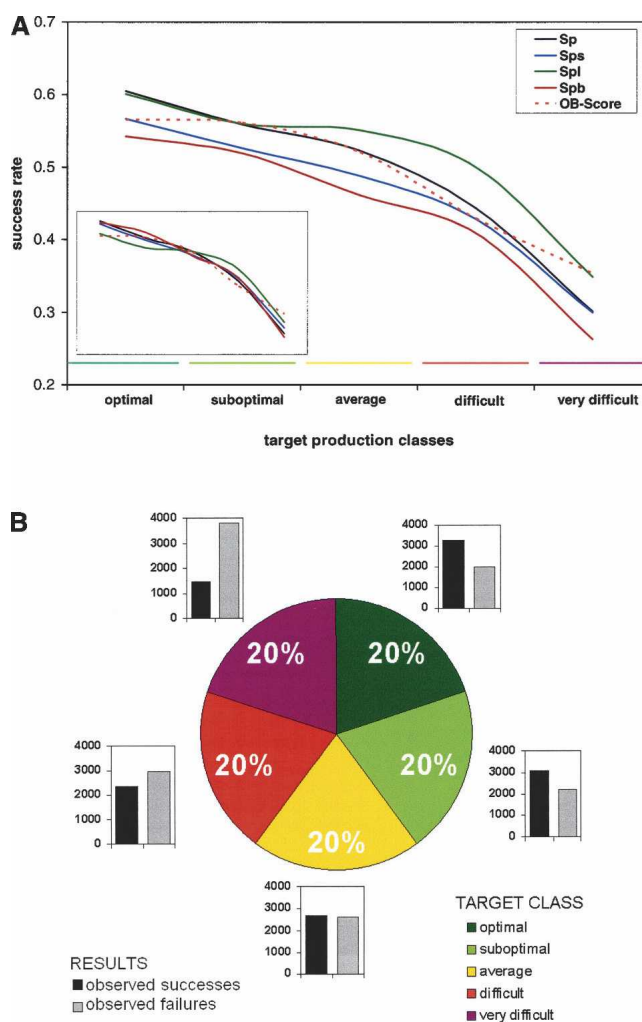 A
Sp
Sps
Spl
Spb
OB-Score
0.7
0.6
0.5
0.4
0.3
0.2
success rate
optimal suboptimal average difficult very difficult
target production classes
B
4000
3000
2000
1000
0
4000
3000
2000
1000
0
20% 20%
20% 20%
20%
4000
3000
2000
1000
0
4000
3000
2000
1000
0
4000
3000
2000
1000
0
RESULTS
observed successes
observed failures
TARGET CLASS
optimal
suboptimal
average
difficult
very difficult